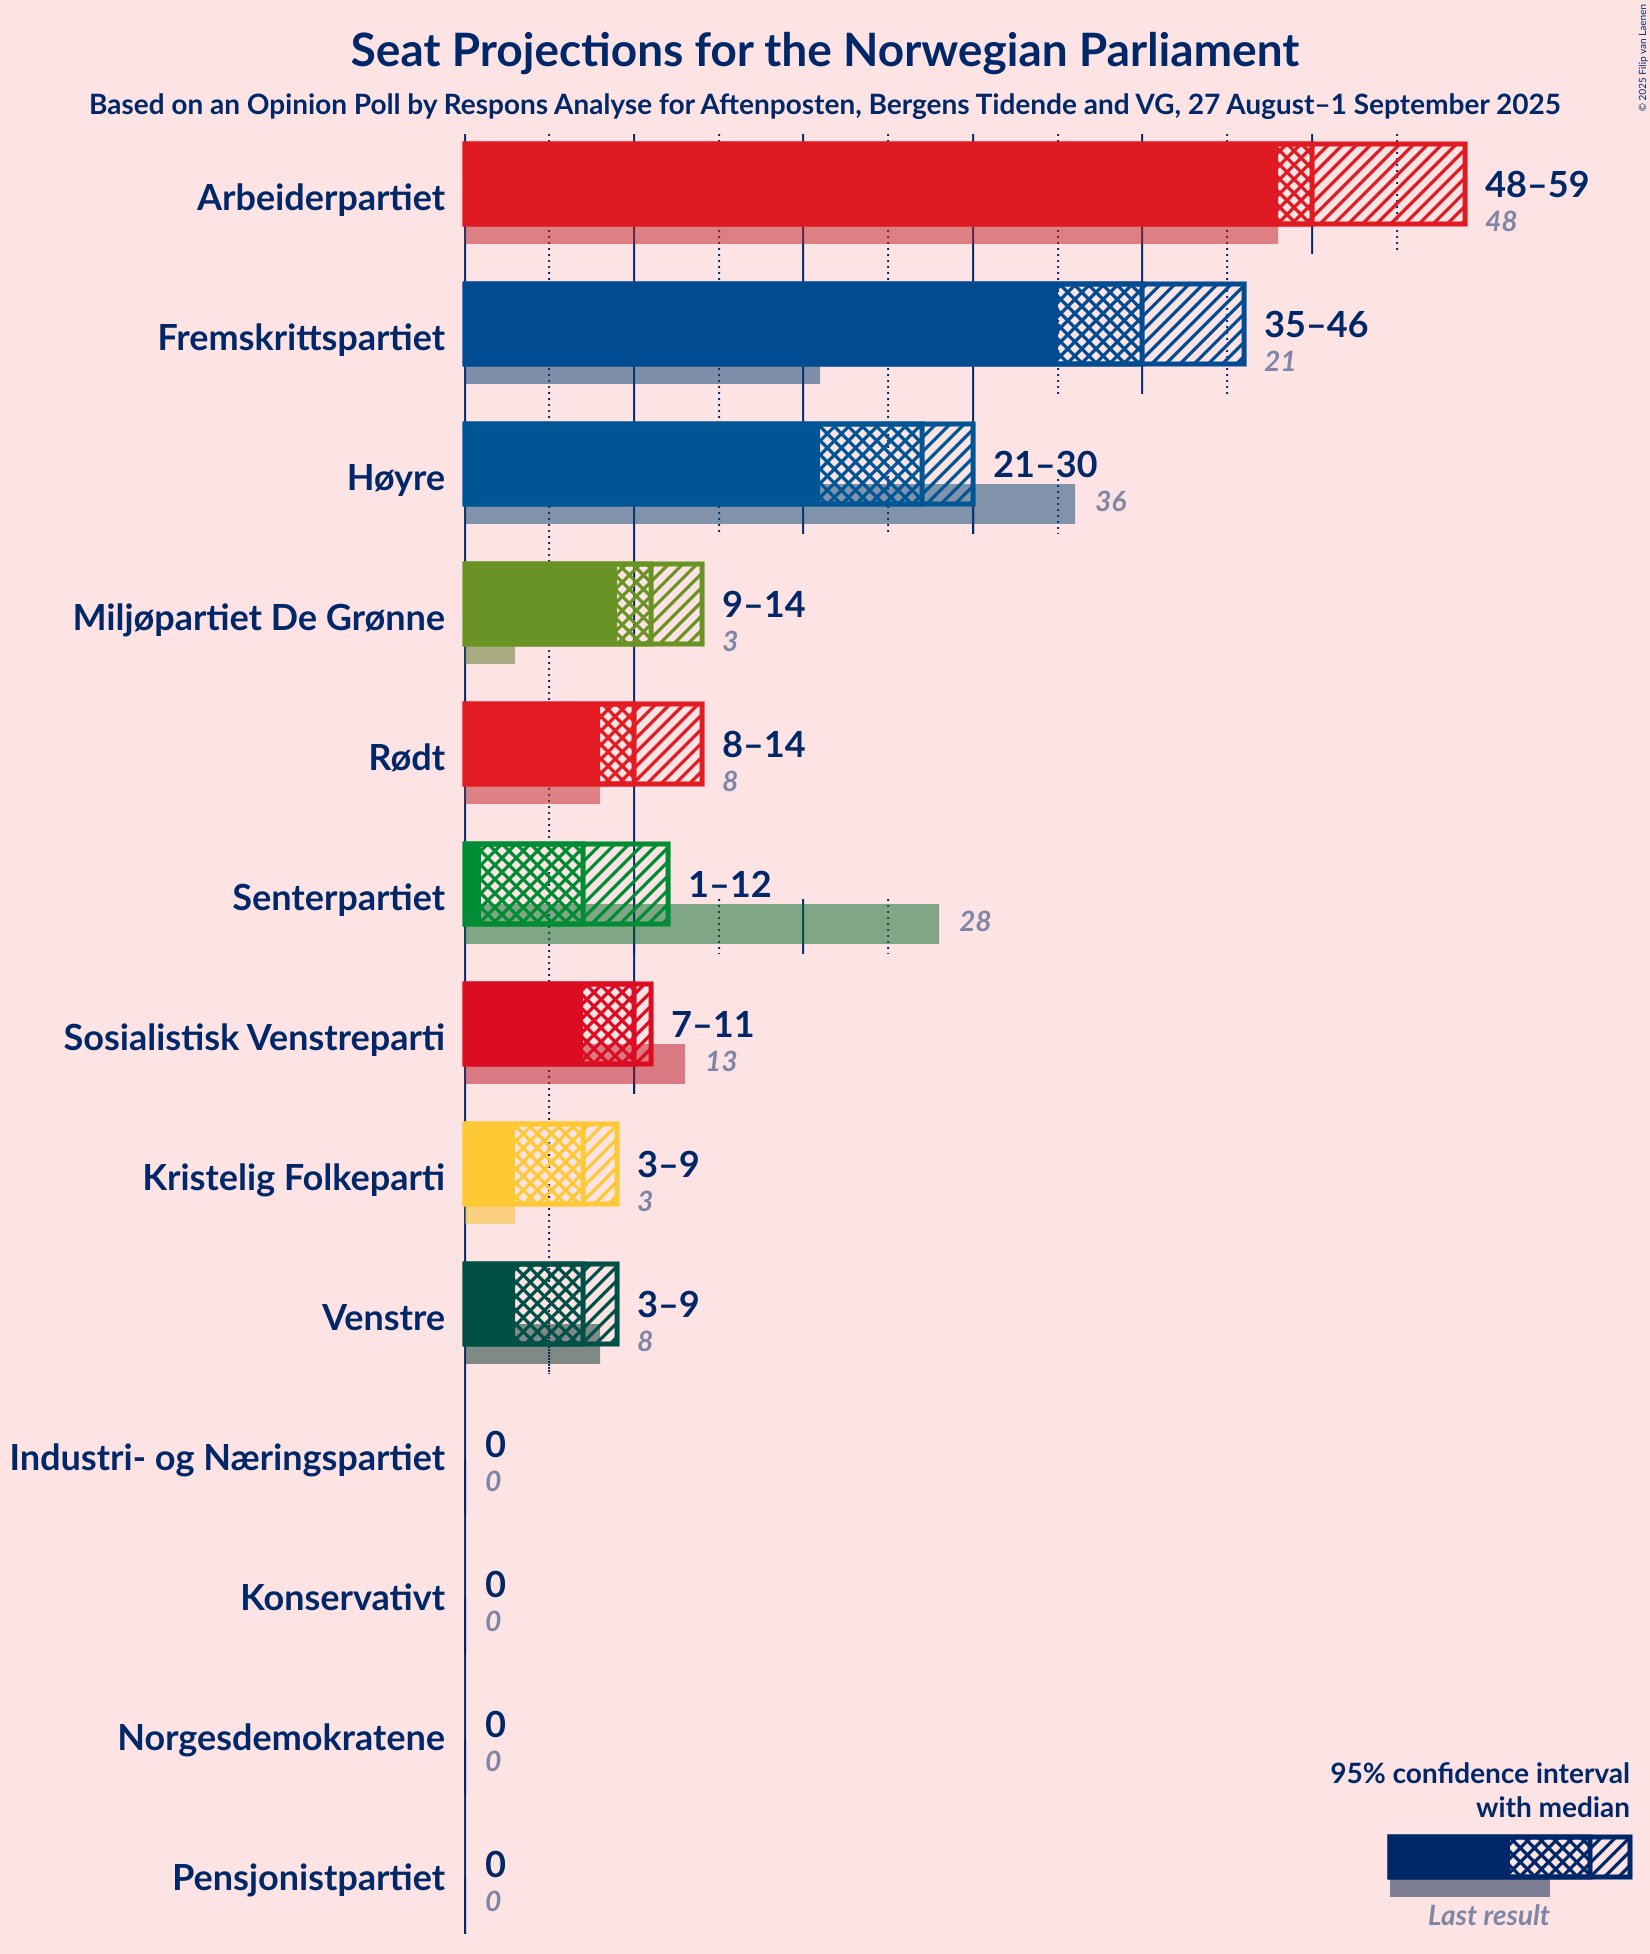 Seat Projections for the Norwegian Parliament
Based on an Opinion Poll by Respons Analyse for Aftenposten, Bergens Tidende and VG, 27 August–1 September 2025
© 2025 Filip van Laenen
Arbeiderpartiet
48–59
48
Fremskrittspartiet
35–46
21
Høyre
21–30
36
Miljøpartiet De Grønne
9–14
3
Rødt
8–14
8
Senterpartiet
1–12
28
Sosialistisk Venstreparti
7–11
13
Kristelig Folkeparti
3–9
3
Venstre
3–9
8
Industri- og Næringspartiet
0
0
Konservativt
0
0
Norgesdemokratene
0
0
Pensjonistpartiet
0
0
95% confidence interval
with median
Last result